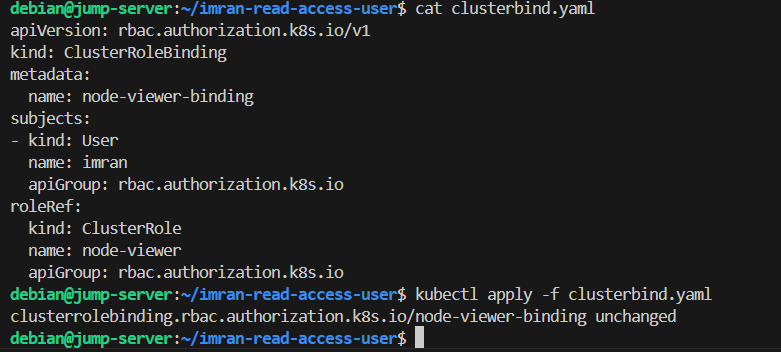 debian@jump-server:~/imran-read-access-user$ cat clusterbind.yaml
apiVersion: rbac.authorization.k8s.io/v1
kind: ClusterRoleBinding
metadata:
  name: node-viewer-binding
subjects:
- kind: User
  name: imran
  apiGroup: rbac.authorization.k8s.io
roleRef:
  kind: ClusterRole
  name: node-viewer
  apiGroup: rbac.authorization.k8s.io
debian@jump-server:~/imran-read-access-user$ kubectl apply -f clusterbind.yaml
clusterrolebinding.rbac.authorization.k8s.io/node-viewer-binding unchanged
debian@jump-server:~/imran-read-access-user$